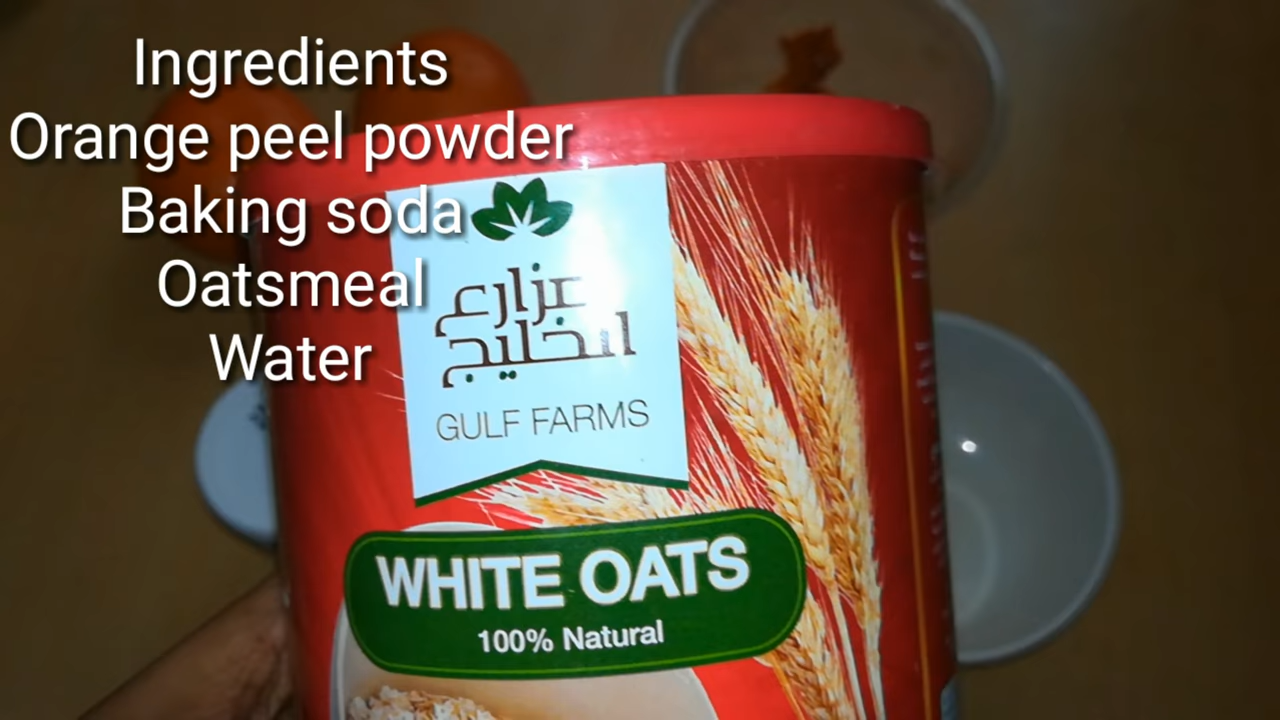 Ingredients
Orange peel powder
Baking soda
Oatsmeal
Water
مزارع
الخليج
GULF FARMS
WHITE OATS
100% Natural